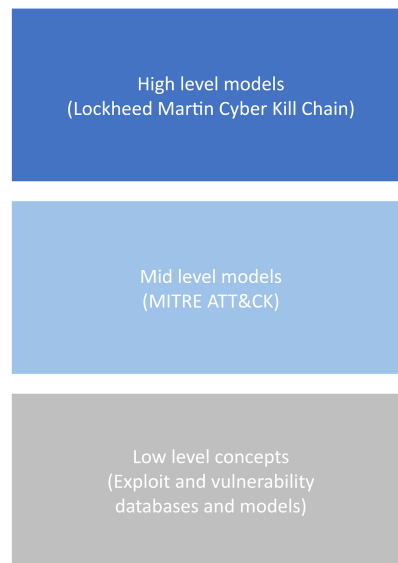 High level models
(Lockheed Martin Cyber Kill Chain)
Mid level models
(MITRE ATT&CK)
Low level concepts
(Exploit and vulnerability
databases and models)